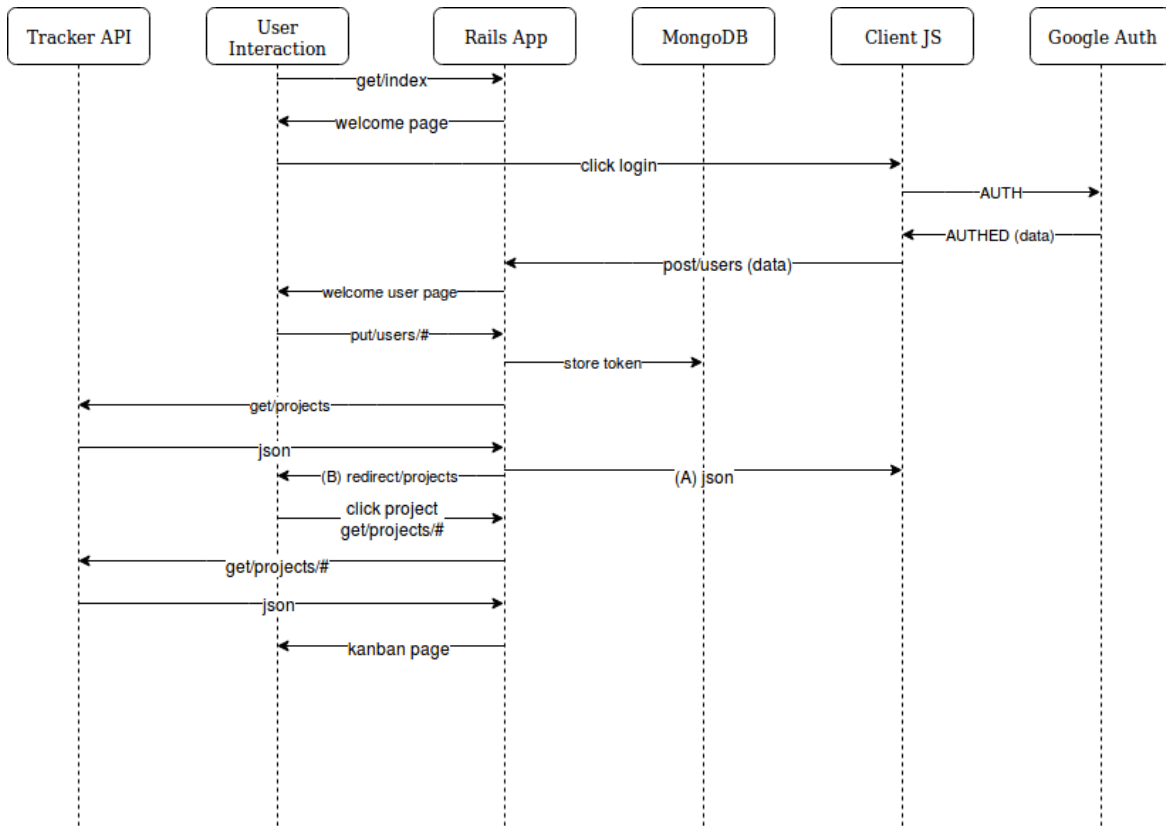 Tracker API
User
Interaction
Rails App
MongoDB
Client JS
Google Auth
get/index
welcome page
click login
AUTH
AUTHED (data)
post/users (data)
welcome user page
put/users/#
store token
get/projects
json
(B) redirect/projects
(A) json
click project
get/projects/#
get/projects/#
json
kanban page